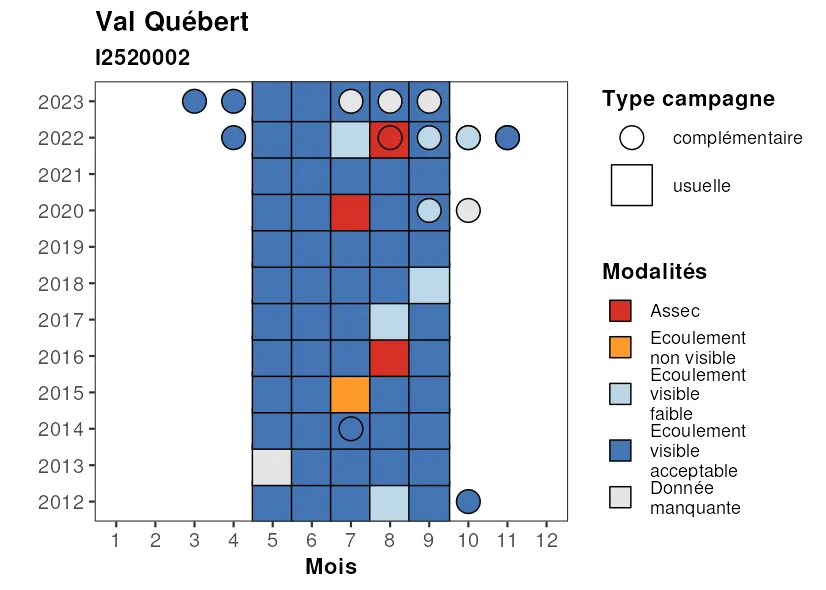 Val Québert
I2520002
2023
2022
2021
2020
2019
2018
2017
2016
2015
2014
2013
2012
1 2 3 4 5 6 7 8 9 10 11 12
Mois
Type campagne
complémentaire
usuelle
Modalités
Assec
Ecoulement
non visible
Ecoulement
visible
faible
Ecoulement
visible
acceptable
Donnée
manquante